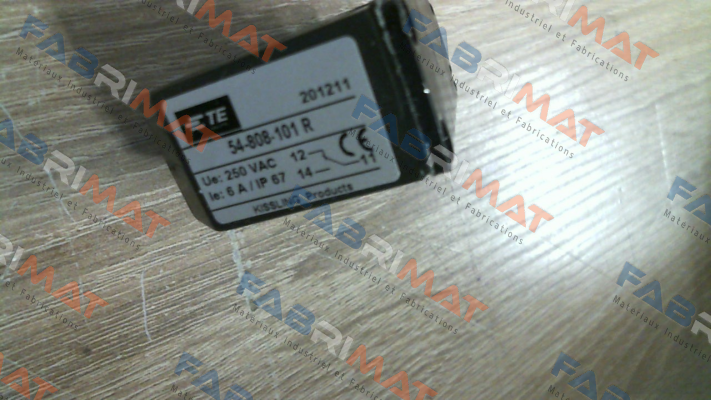 201211
TE
54-808-101 R
Ue: 250 VAC 12
Ie: 6 A / IP 67 14 11
CE
KISSLING Products
FABRIMAT
Matériaux Industriel et Fabrications